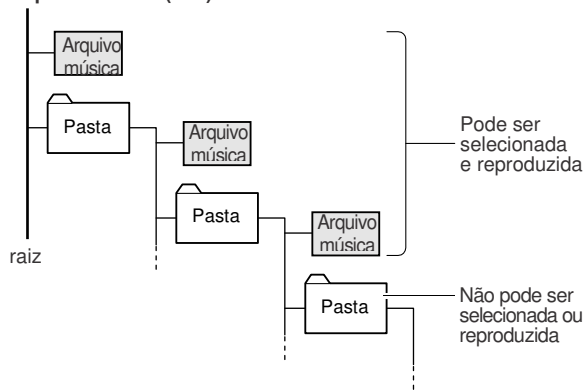 Arquivo
música
Pasta
Arquivo
música
Pode ser
selecionada
e reproduzida
Pasta
Arquivo
música
raiz
Pasta
Não pode ser
selecionada ou
reproduzida